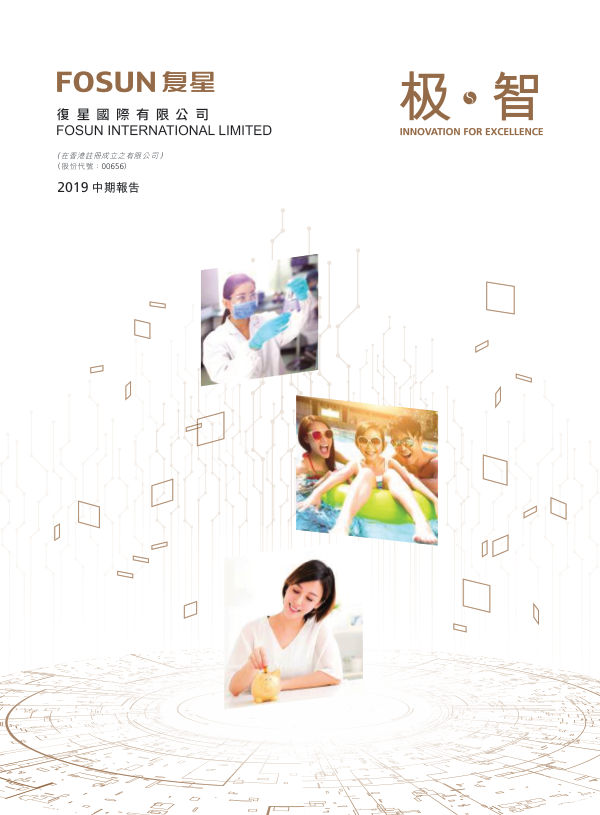 FOSUN 复星
復星國際有限公司
FOSUN INTERNATIONAL LIMITED
(在香港註冊成立之有限公司)
(股份代號：00656)
2019 中期報告
极·智
INNOVATION FOR EXCELLENCE